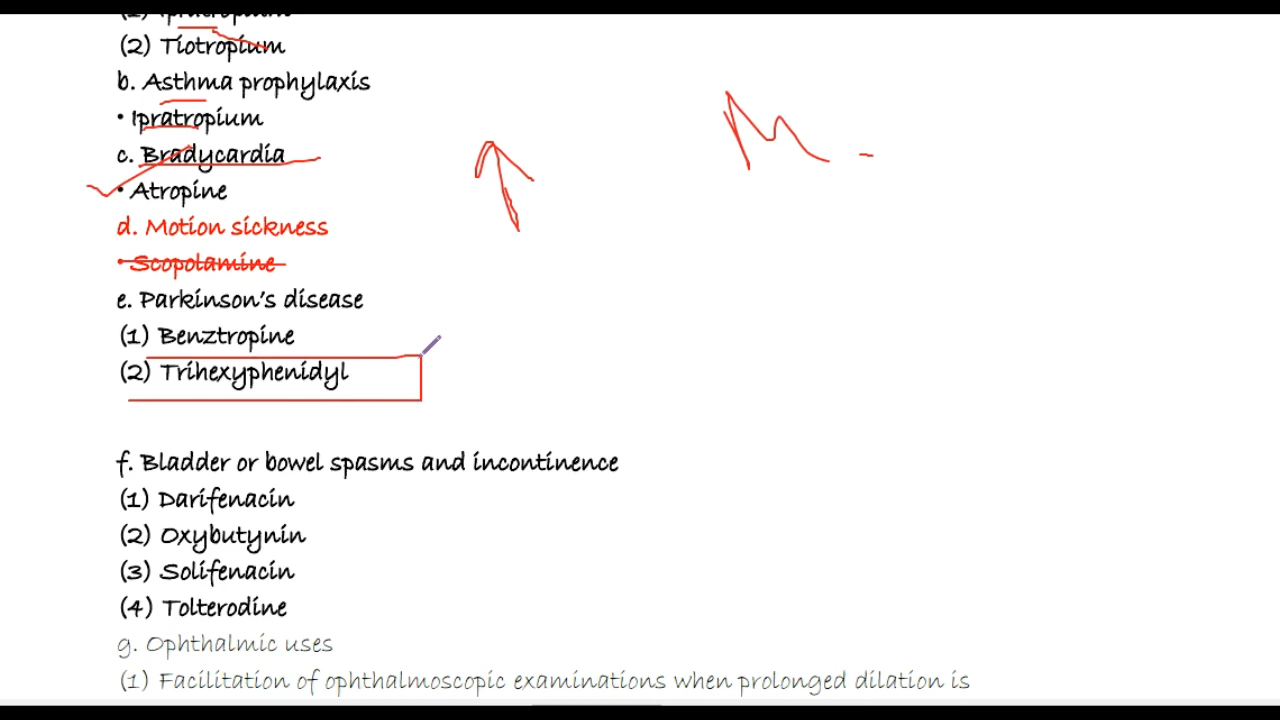 (2) Tiotropium
b. Asthma prophylaxis
• Ipratropium
c. Bradycardia
• Atropine
d. Motion sickness
• Scopolamine
e. Parkinson's disease
(1) Benztropine
(2) Trihexyphenidyl
f. Bladder or bowel spasms and incontinence
(1) Darifenacin
(2) Oxybutynin
(3) Solifenacin
(4) Tolterodine
g. Ophthalmic uses
(1) Facilitation of ophthalmoscopic examinations when prolonged dilation is
M -